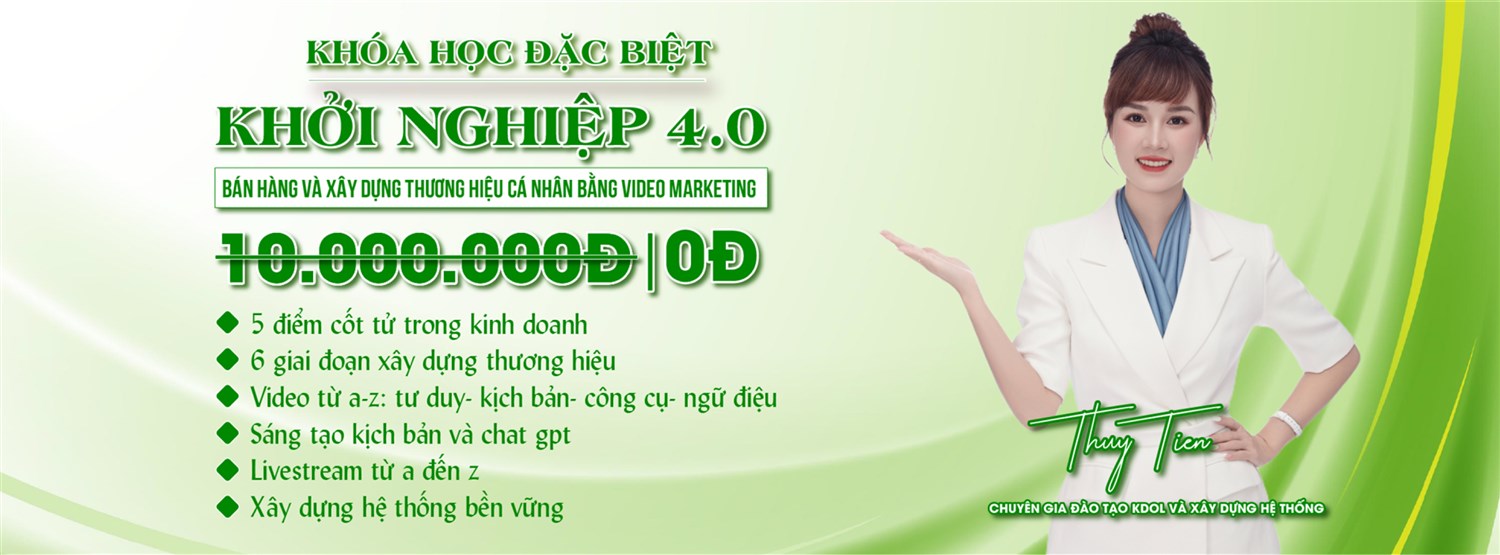 KHÓA HỌC ĐẶC BIỆT
KHỞI NGHIỆP 4.0
BÁN HÀNG VÀ XÂY DỰNG THƯƠNG HIỆU CÁ NHÂN BẰNG VIDEO MARKETING
10.000.000Đ|0Đ
5 điểm cốt tử trong kinh doanh
6 giai đoạn xây dựng thương hiệu
Video từ a-z: tư duy- kịch bản- công cụ- ngữ điệu
Sáng tạo kịch bản và chat gpt
Livestream từ a đến z
Xây dựng hệ thống bền vững
Thuy Tien
CHUYÊN GIA ĐÀO TẠO KDOL VÀ XÂY DỰNG HỆ THỐNG